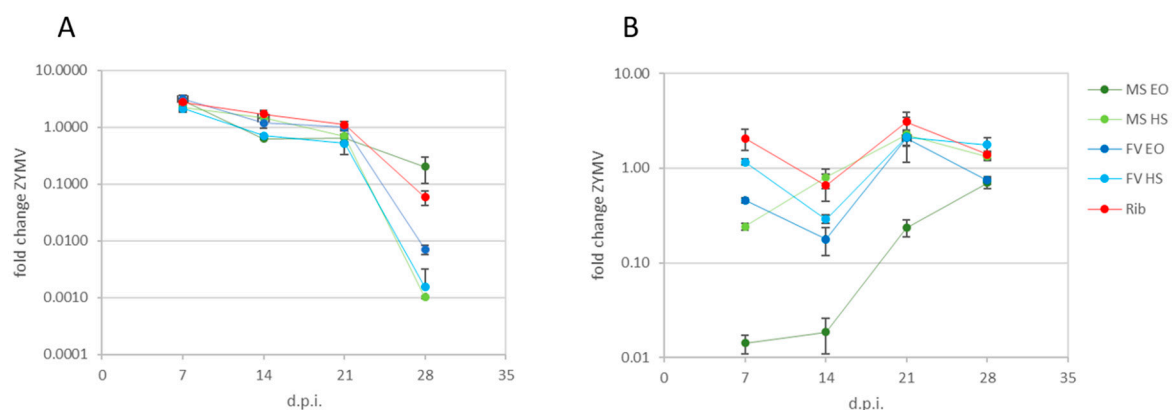 A
10.0000
1.0000
0.1000
0.0100
0.0010
0.0001
fold change ZYMV
0 7 14 21 28 35
d.p.i.
B
10.00
1.00
0.10
0.01
fold change ZYMV
0 7 14 21 28 35
d.p.i.
MS EO
MS HS
FV EO
FV HS
Rib